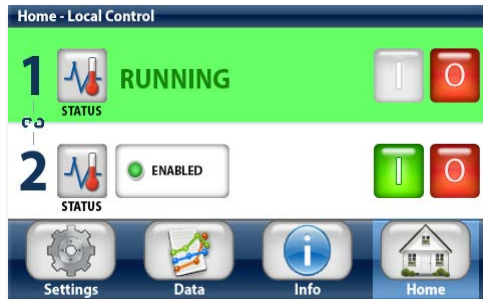 Home - Local Control
1
STATUS
RUNNING
I
O
2
STATUS
ENABLED
I
O
Settings
Data
i
Info
Home